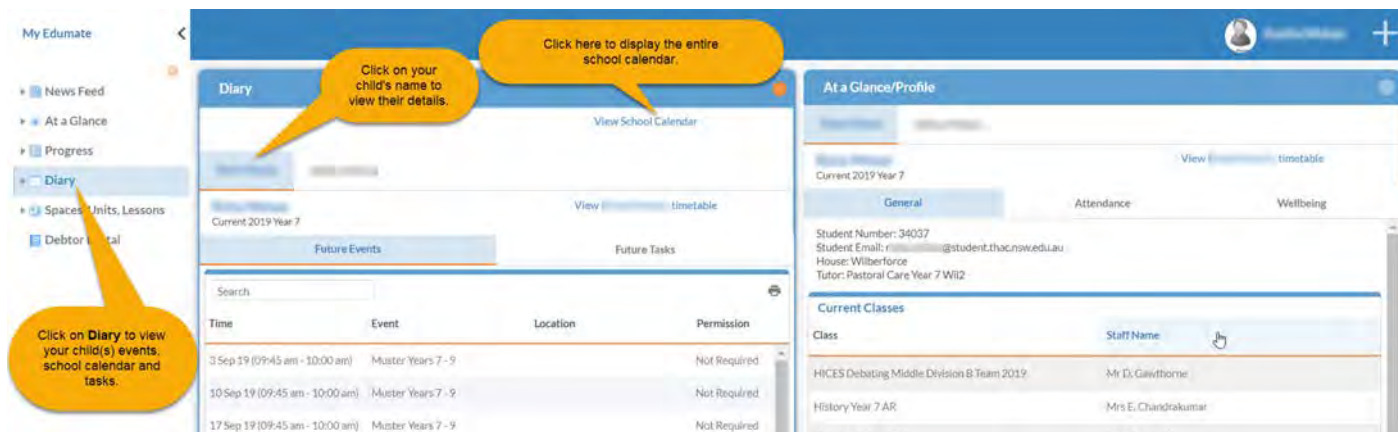 My Edumate
News Feed
At a Glance
Progress
Diary
Spaces, Units, Lessons
Debtor
Click on Diary to view
your child(s) events,
school calendar and
tasks.
Diary
Click on your
child's name to
view their details.
Click here to display the entire
school calendar.
View School Calendar
Current 2019 Year 7
View timetable
Future Events
Future Tasks
Search
Time Event Location Permission
3 Sep 19 (09:45 am - 10:00 am) Muster Years 7 - 9 Not Required
10 Sep 19 (09:45 am - 10:00 am) Muster Years 7 - 9 Not Required
17 Sep 19 (09:45 am - 10:00 am) Muster Years 7 - 9 Not Required
At a Glance/Profile
View timetable
Current 2019 Year 7
General Attendance Wellbeing
Student Number: 34037
Student Email: r @student.thac.nsw.edu.au
House: Wilberforce
Tutor: Pastoral Care Year 7 Wil2
Current Classes
Class Staff Name
HICES Debating Middle Division B Team 2019 Mr D. Gawthorne
History Year 7 AR Mrs E. Chandrakumar